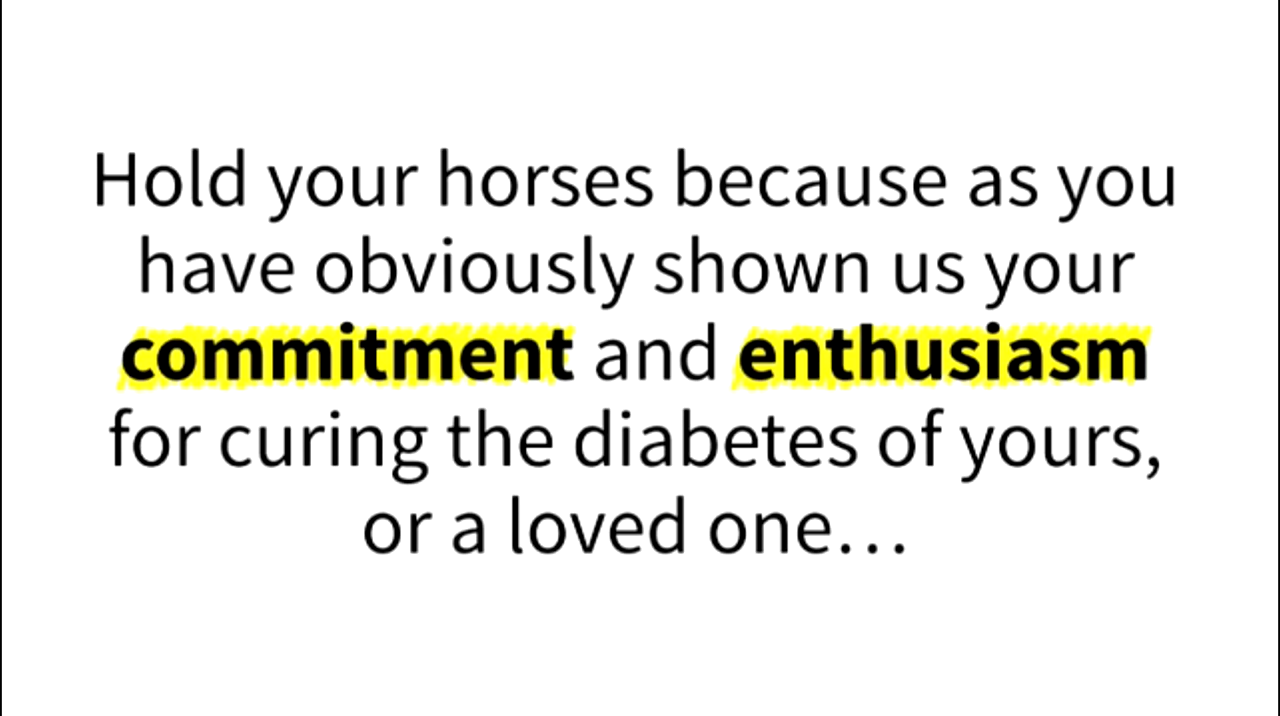 Hold your horses because as you
have obviously shown us your
commitment and enthusiasm
for curing the diabetes of yours,
or a loved one…